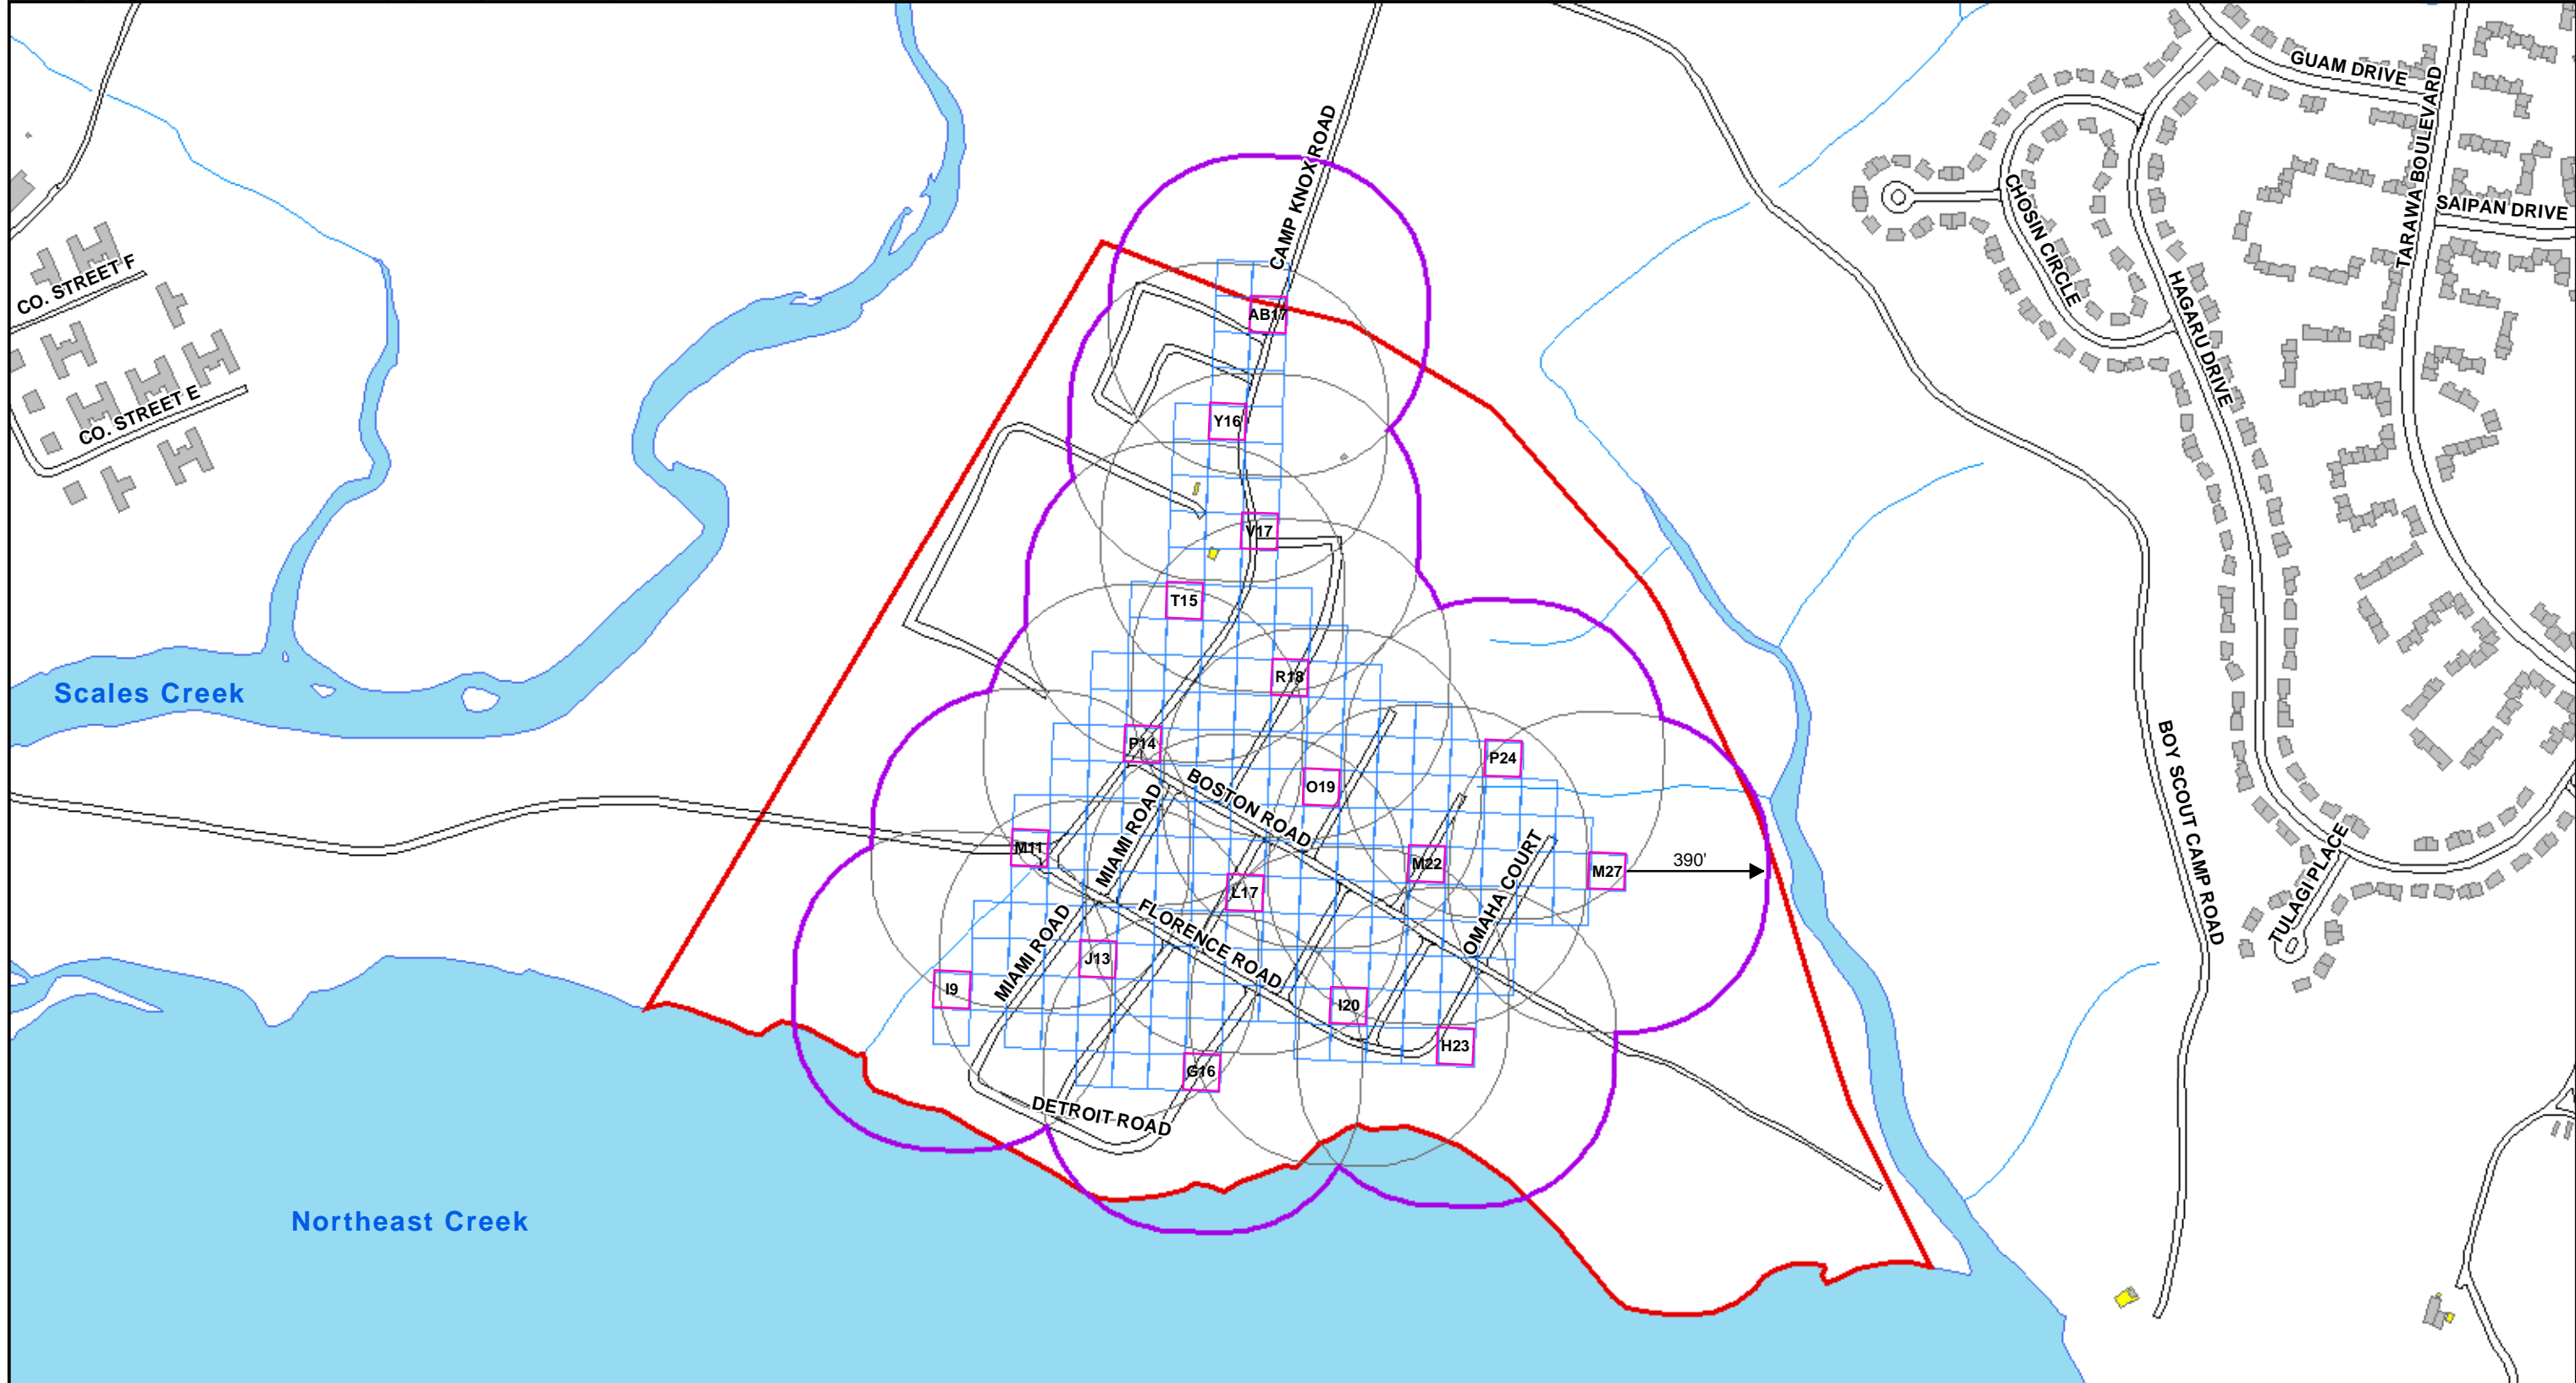 GUAM DRIVE
TARAWA BOULEVARD
CAMP KNOX ROAD
SAIPAN DRIVE
CHOSIN CIRCLE
CO. STREET F
HAGARU DRIVE
AB17
CO. STREET E
Y16
V17
T15
R18
Scales Creek
P14
P24
BOSTON ROAD
O19
BOY SCOUT CAMP ROAD
MIAMI ROAD
M11
M22
M27
390'
OMAHA COURT
TULAGI PLACE
L17
FLORENCE ROAD
MIAMI ROAD
J13
I9
I20
H23
G16
DETROIT ROAD
Northeast Creek